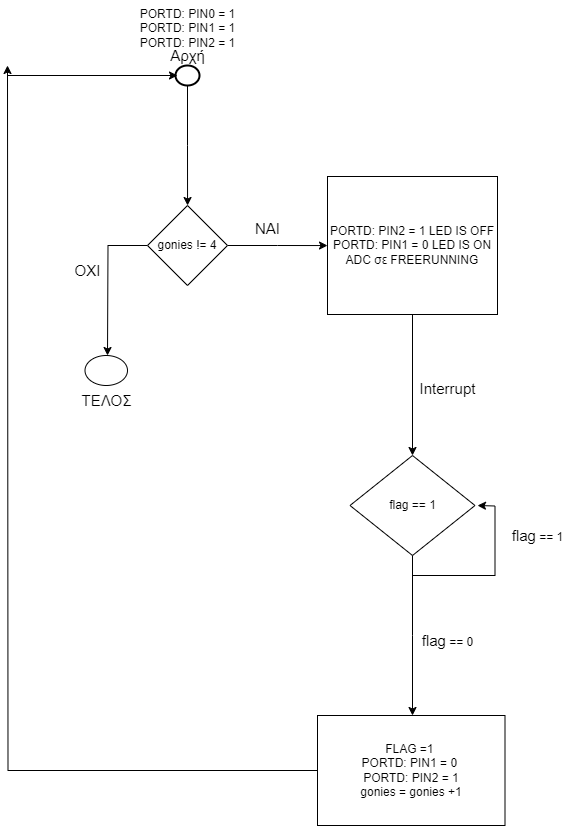 PORTD: PIN0 = 1
PORTD: PIN1 = 1
PORTD: PIN2 = 1
Αρχή
gonies != 4
ΝΑΙ
ΟΧΙ
PORTD: PIN2 = 1 LED IS OFF
PORTD: PIN1 = 0 LED IS ON
ADC σε FREERUNNING
ΤΕΛΟΣ
Interrupt
flag == 1
flag == 1
flag == 0
FLAG =1
PORTD: PIN1 = 0
PORTD: PIN2 = 1
gonies = gonies +1